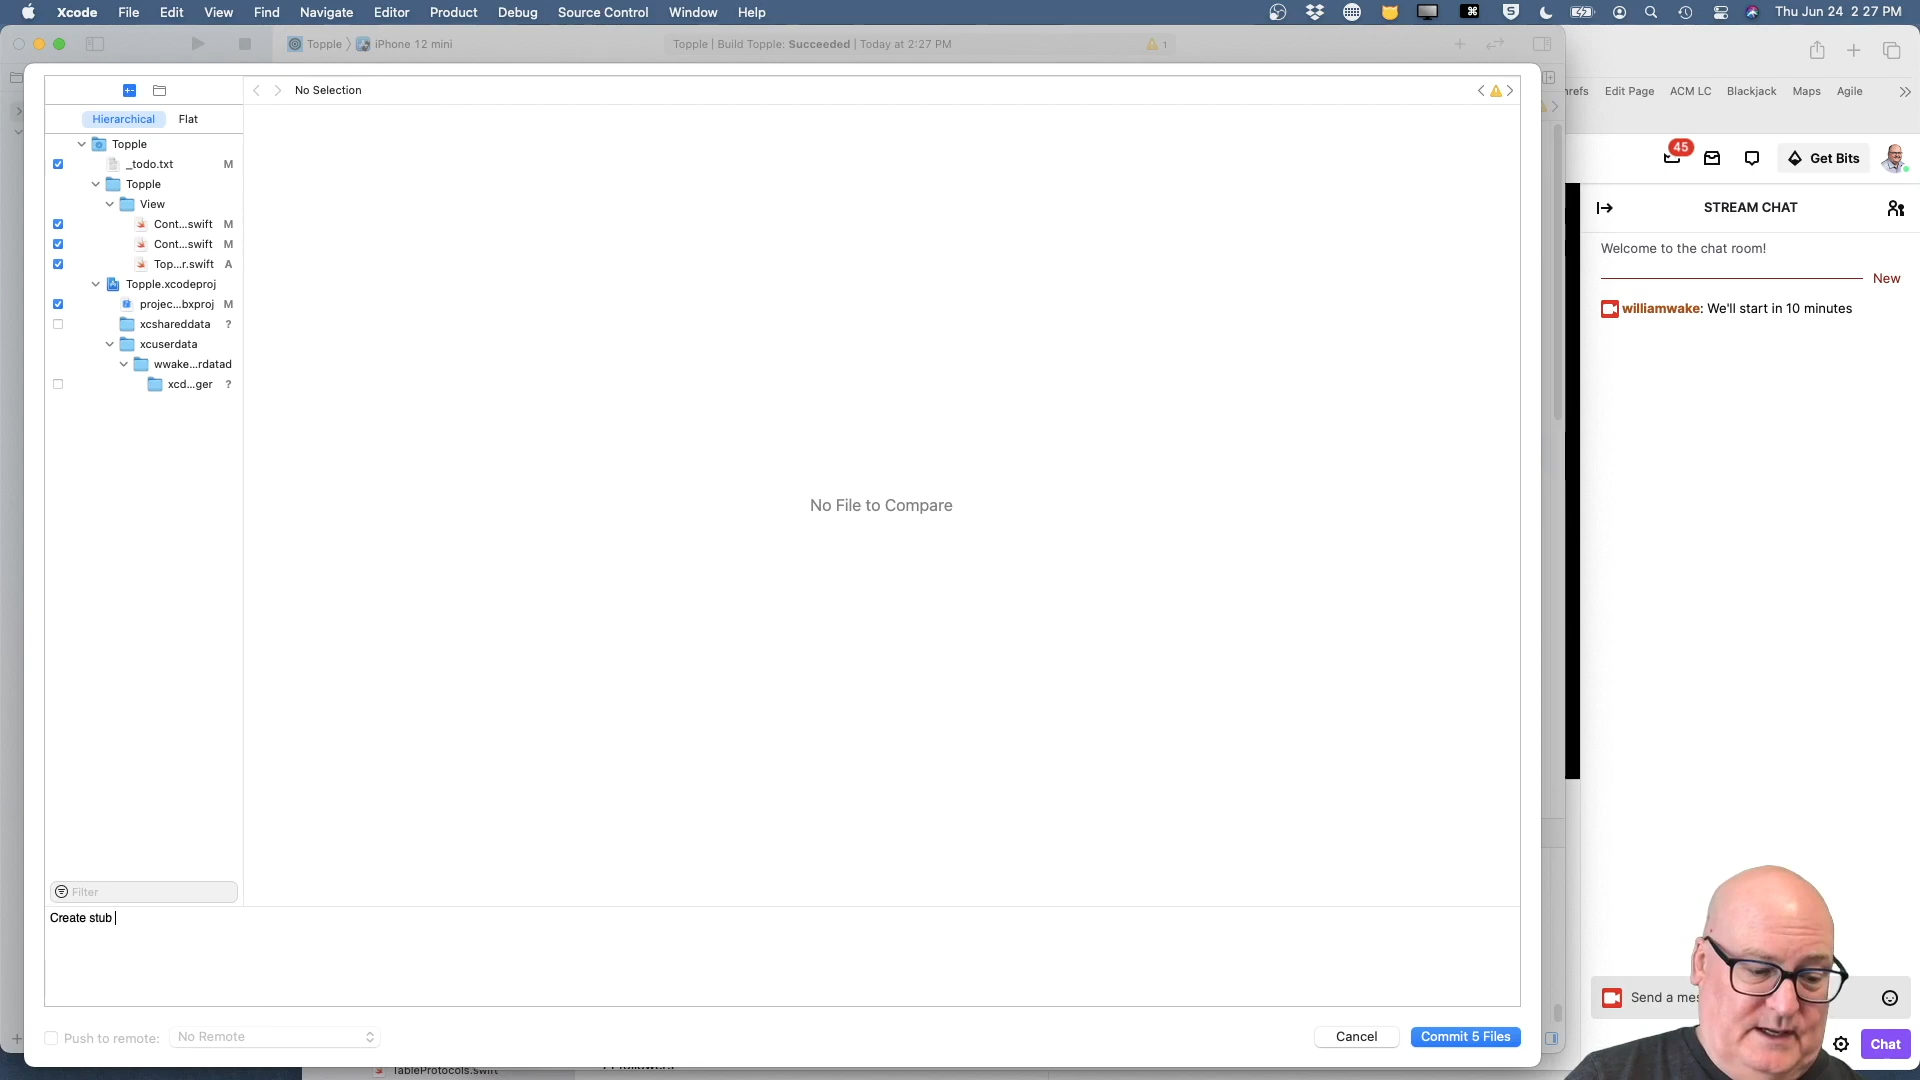 Xcode File Edit View Find Navigate Editor Product Debug Source Control Window Help
Thu Jun 24 2 27 PM
Topple iPhone 12 mini
Topple | Build Topple: Succeeded | Today at 2:27 PM
1
No Selection
Hierarchical Flat
Topple
_todo.txt M
Topple
View
Cont...swift M
Cont...swift M
Top...r.swift A
Topple.xcodeproj
projec...bxproj M
xcshareddata ?
xcuserdata
wwake...rdatad
xcd...ger ?
No File to Compare
Filter
Create stub
Push to remote: No Remote
Cancel
Commit 5 Files
Edit Page ACM LC Blackjack Maps Agile
45
Get Bits
STREAM CHAT
Welcome to the chat room!
New
williamwake: We'll start in 10 minutes
Send a mes
Chat
TableProtocols.swift